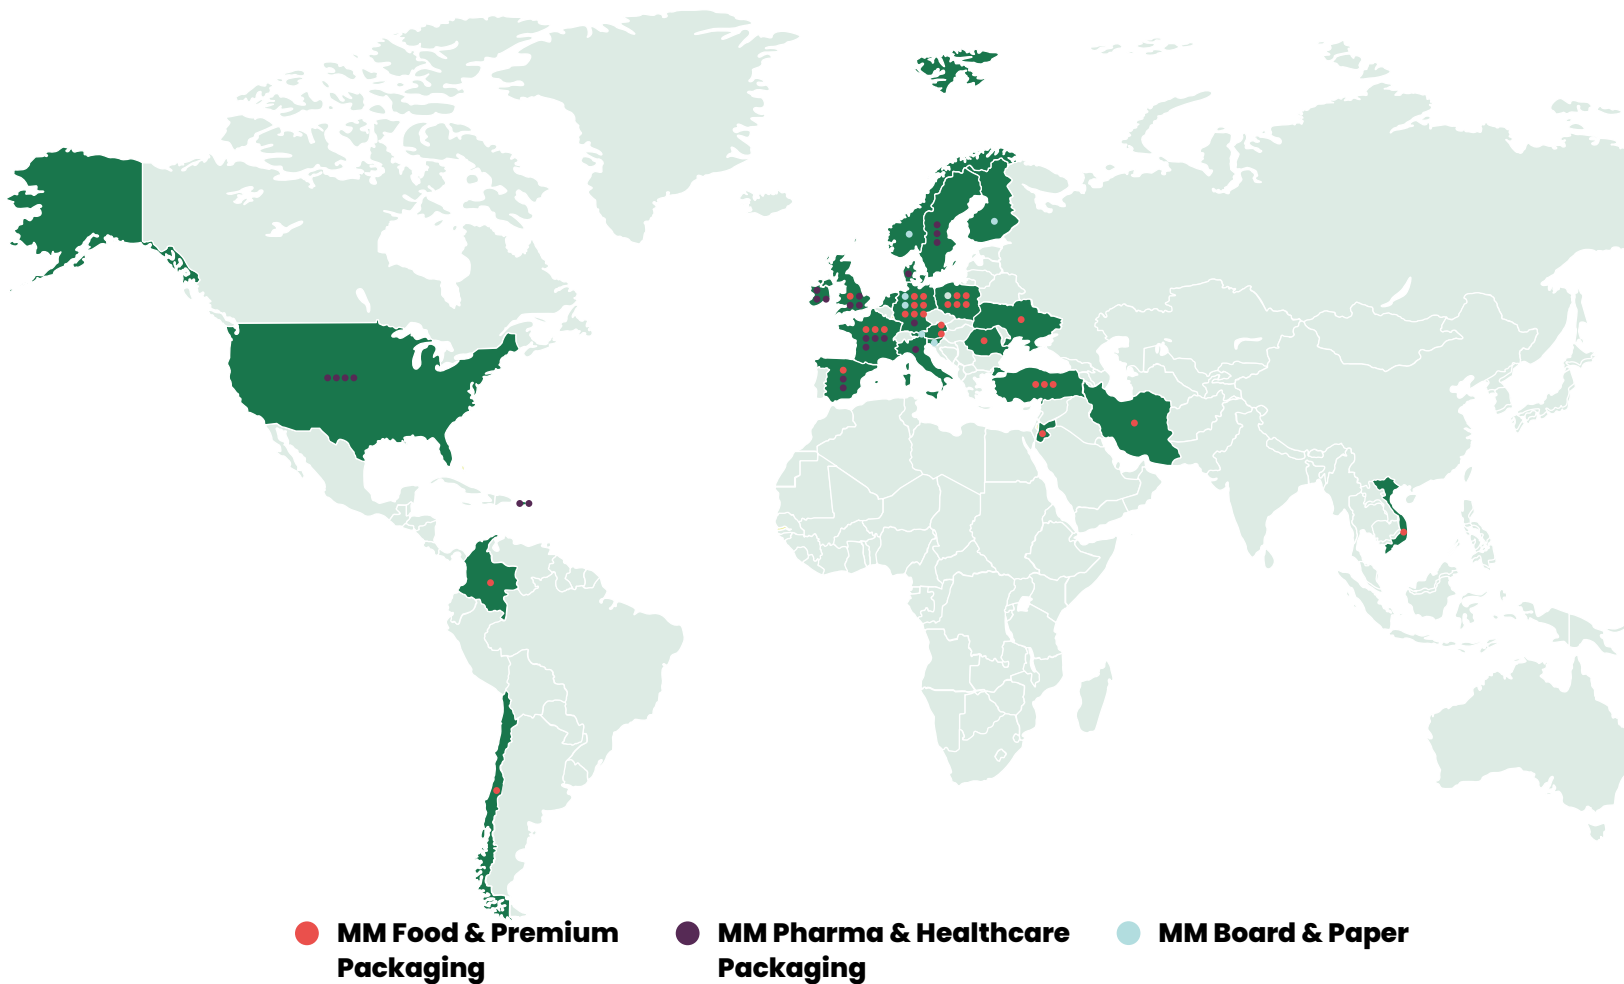 MM Food & Premium
Packaging
MM Pharma & Healthcare
Packaging
MM Board & Paper